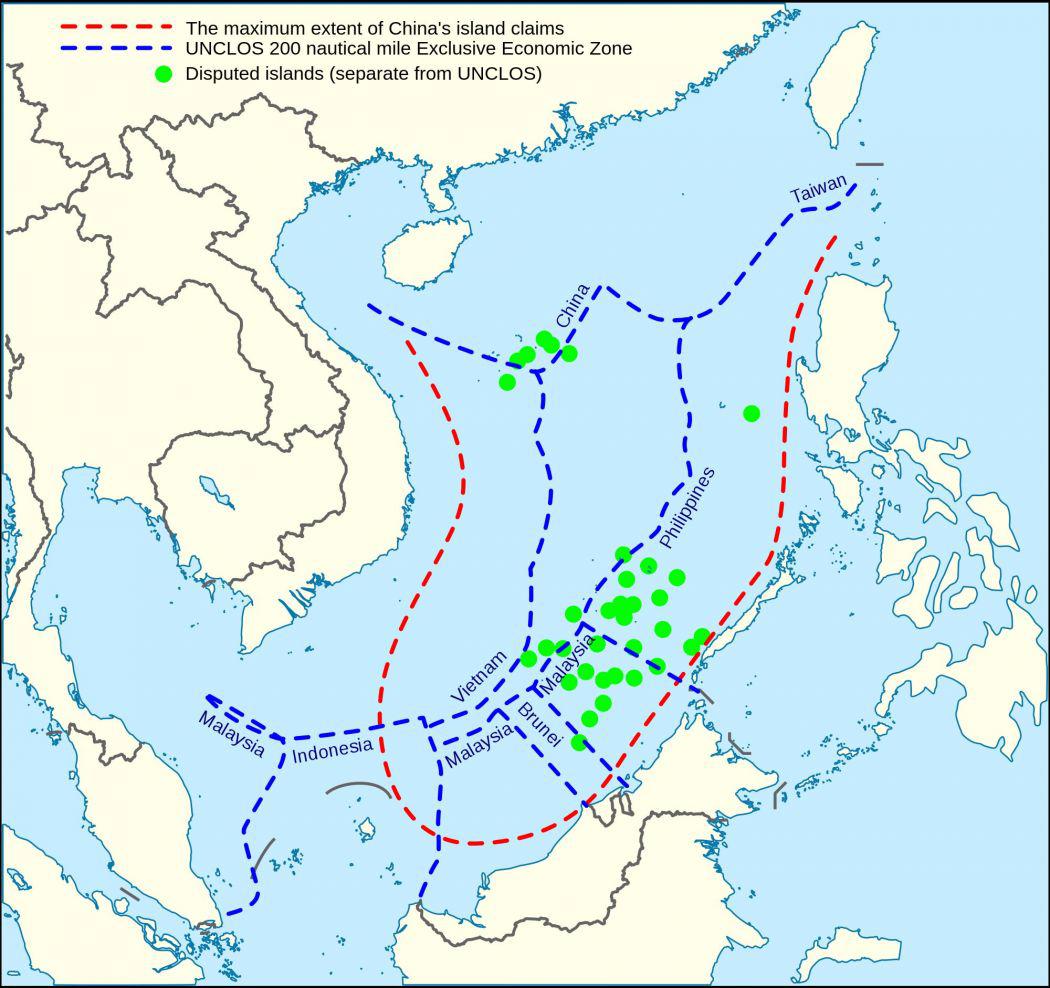 The maximum extent of China's island claims
UNCLOS 200 nautical mile Exclusive Economic Zone
Disputed islands (separate from UNCLOS)
Taiwan
China
Philippines
Malaysia
Vietnam
Brunei
Malaysia
Indonesia
Malaysia